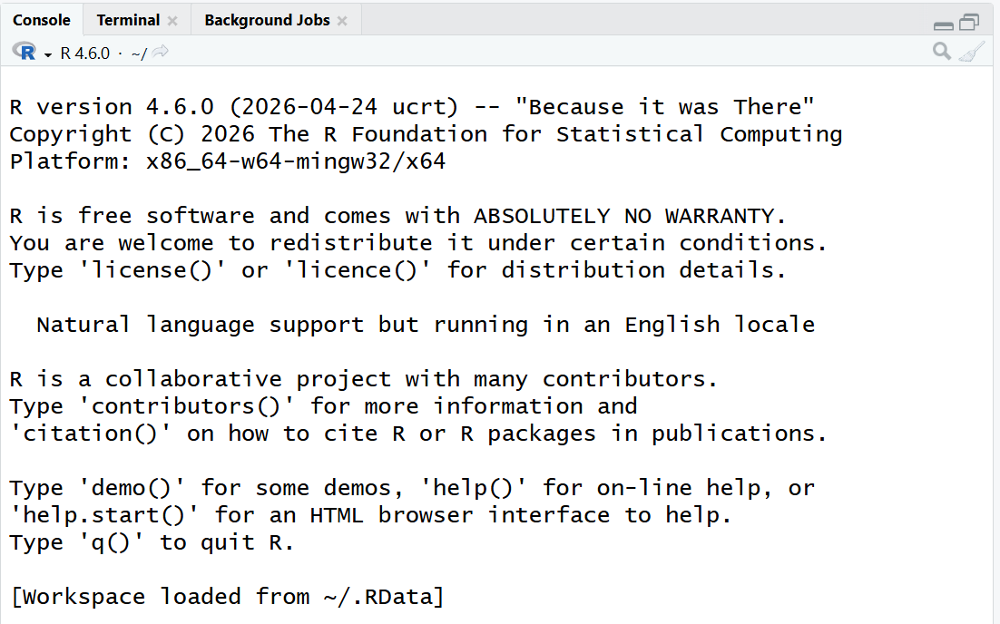 Console Terminal Background Jobs
R R 4.6.0 · ~/
R version 4.6.0 (2026-04-24 ucrt) -- "Because it was There"
Copyright (C) 2026 The R Foundation for Statistical Computing
Platform: x86_64-w64-mingw32/x64
R is free software and comes with ABSOLUTELY NO WARRANTY.
You are welcome to redistribute it under certain conditions.
Type 'license()' or 'licence()' for distribution details.
Natural language support but running in an English locale
R is a collaborative project with many contributors.
Type 'contributors()' for more information and
'citation()' on how to cite R or R packages in publications.
Type 'demo()' for some demos, 'help()' for on-line help, or
'help.start()' for an HTML browser interface to help.
Type 'q()' to quit R.
[Workspace loaded from ~/.RData]